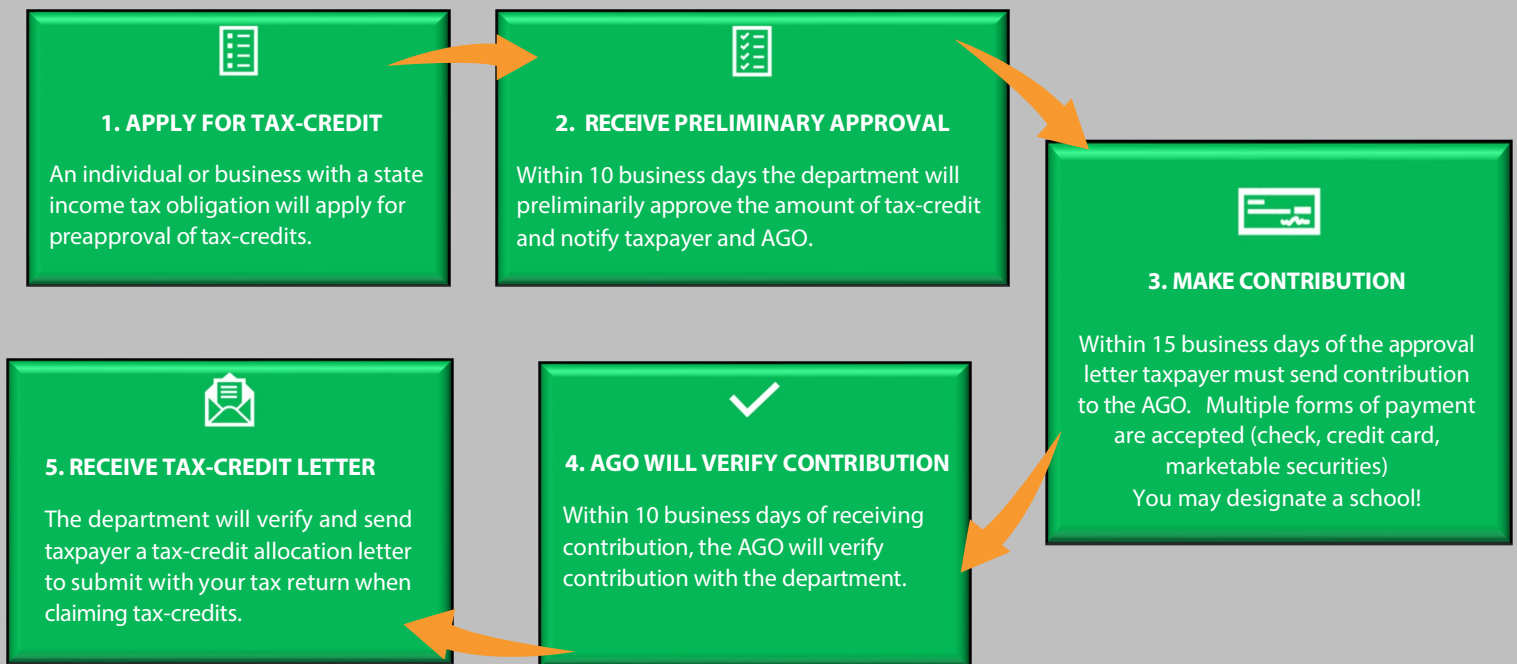 1. APPLY FOR TAX-CREDIT
An individual or business with a state
income tax obligation will apply for
preapproval of tax-credits.
2. RECEIVE PRELIMINARY APPROVAL
Within 10 business days the department will
preliminarily approve the amount of tax-credit
and notify taxpayer and AGO.
3. MAKE CONTRIBUTION
Within 15 business days of the approval
letter taxpayer must send contribution
to the AGO. Multiple forms of payment
are accepted (check, credit card,
marketable securities)
You may designate a school!
4. AGO WILL VERIFY CONTRIBUTION
Within 10 business days of receiving
contribution, the AGO will verify
contribution with the department.
5. RECEIVE TAX-CREDIT LETTER
The department will verify and send
taxpayer a tax-credit allocation letter
to submit with your tax return when
claiming tax-credits.